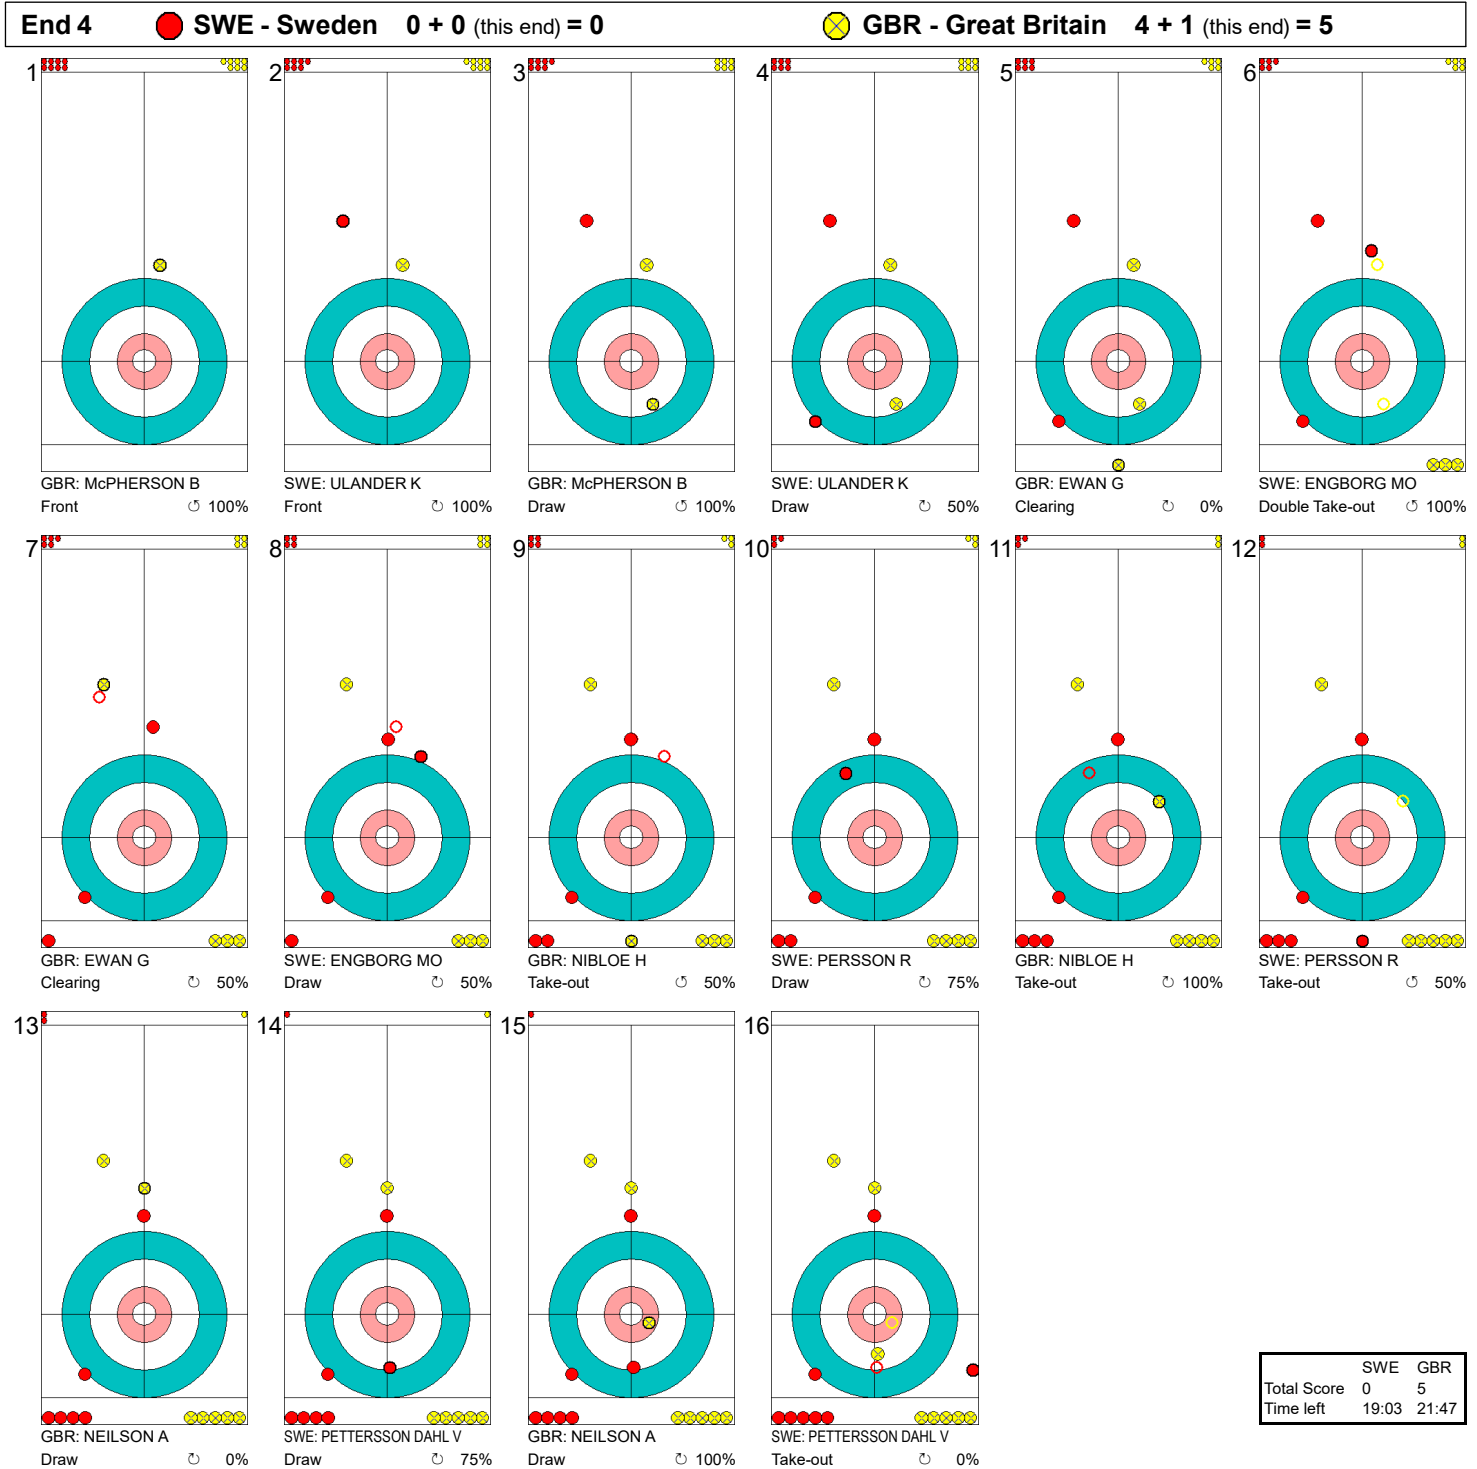 End 4 SWE - Sweden 0 + 0 (this end) = 0 GBR - Great Britain 4 + 1 (this end) = 5
1 2 3 4 5 6
GBR: McPHERSON B SWE: ULANDER K GBR: McPHERSON B SWE: ULANDER K GBR: EWAN G SWE: ENGBORG MO
Front ↺ 100% Front ↺ 100% Draw ↺ 100% Draw ↻ 50% Clearing ↻ 0% Double Take-out ↺ 100%
7 8 9 10 11 12
GBR: EWAN G SWE: ENGBORG MO GBR: NIBLOE H SWE: PERSSON R GBR: NIBLOE H SWE: PERSSON R
Clearing ↻ 50% Draw ↻ 50% Take-out ↺ 50% Draw ↻ 75% Take-out ↺ 100% Take-out ↺ 50%
13 14 15 16
GBR: NEILSON A SWE: PETTERSSON DAHL V GBR: NEILSON A SWE: PETTERSSON DAHL V
Draw ↻ 0% Draw ↻ 75% Draw ↻ 100% Take-out ↻ 0%
SWE GBR
Total Score 0 5
Time left 19:03 21:47